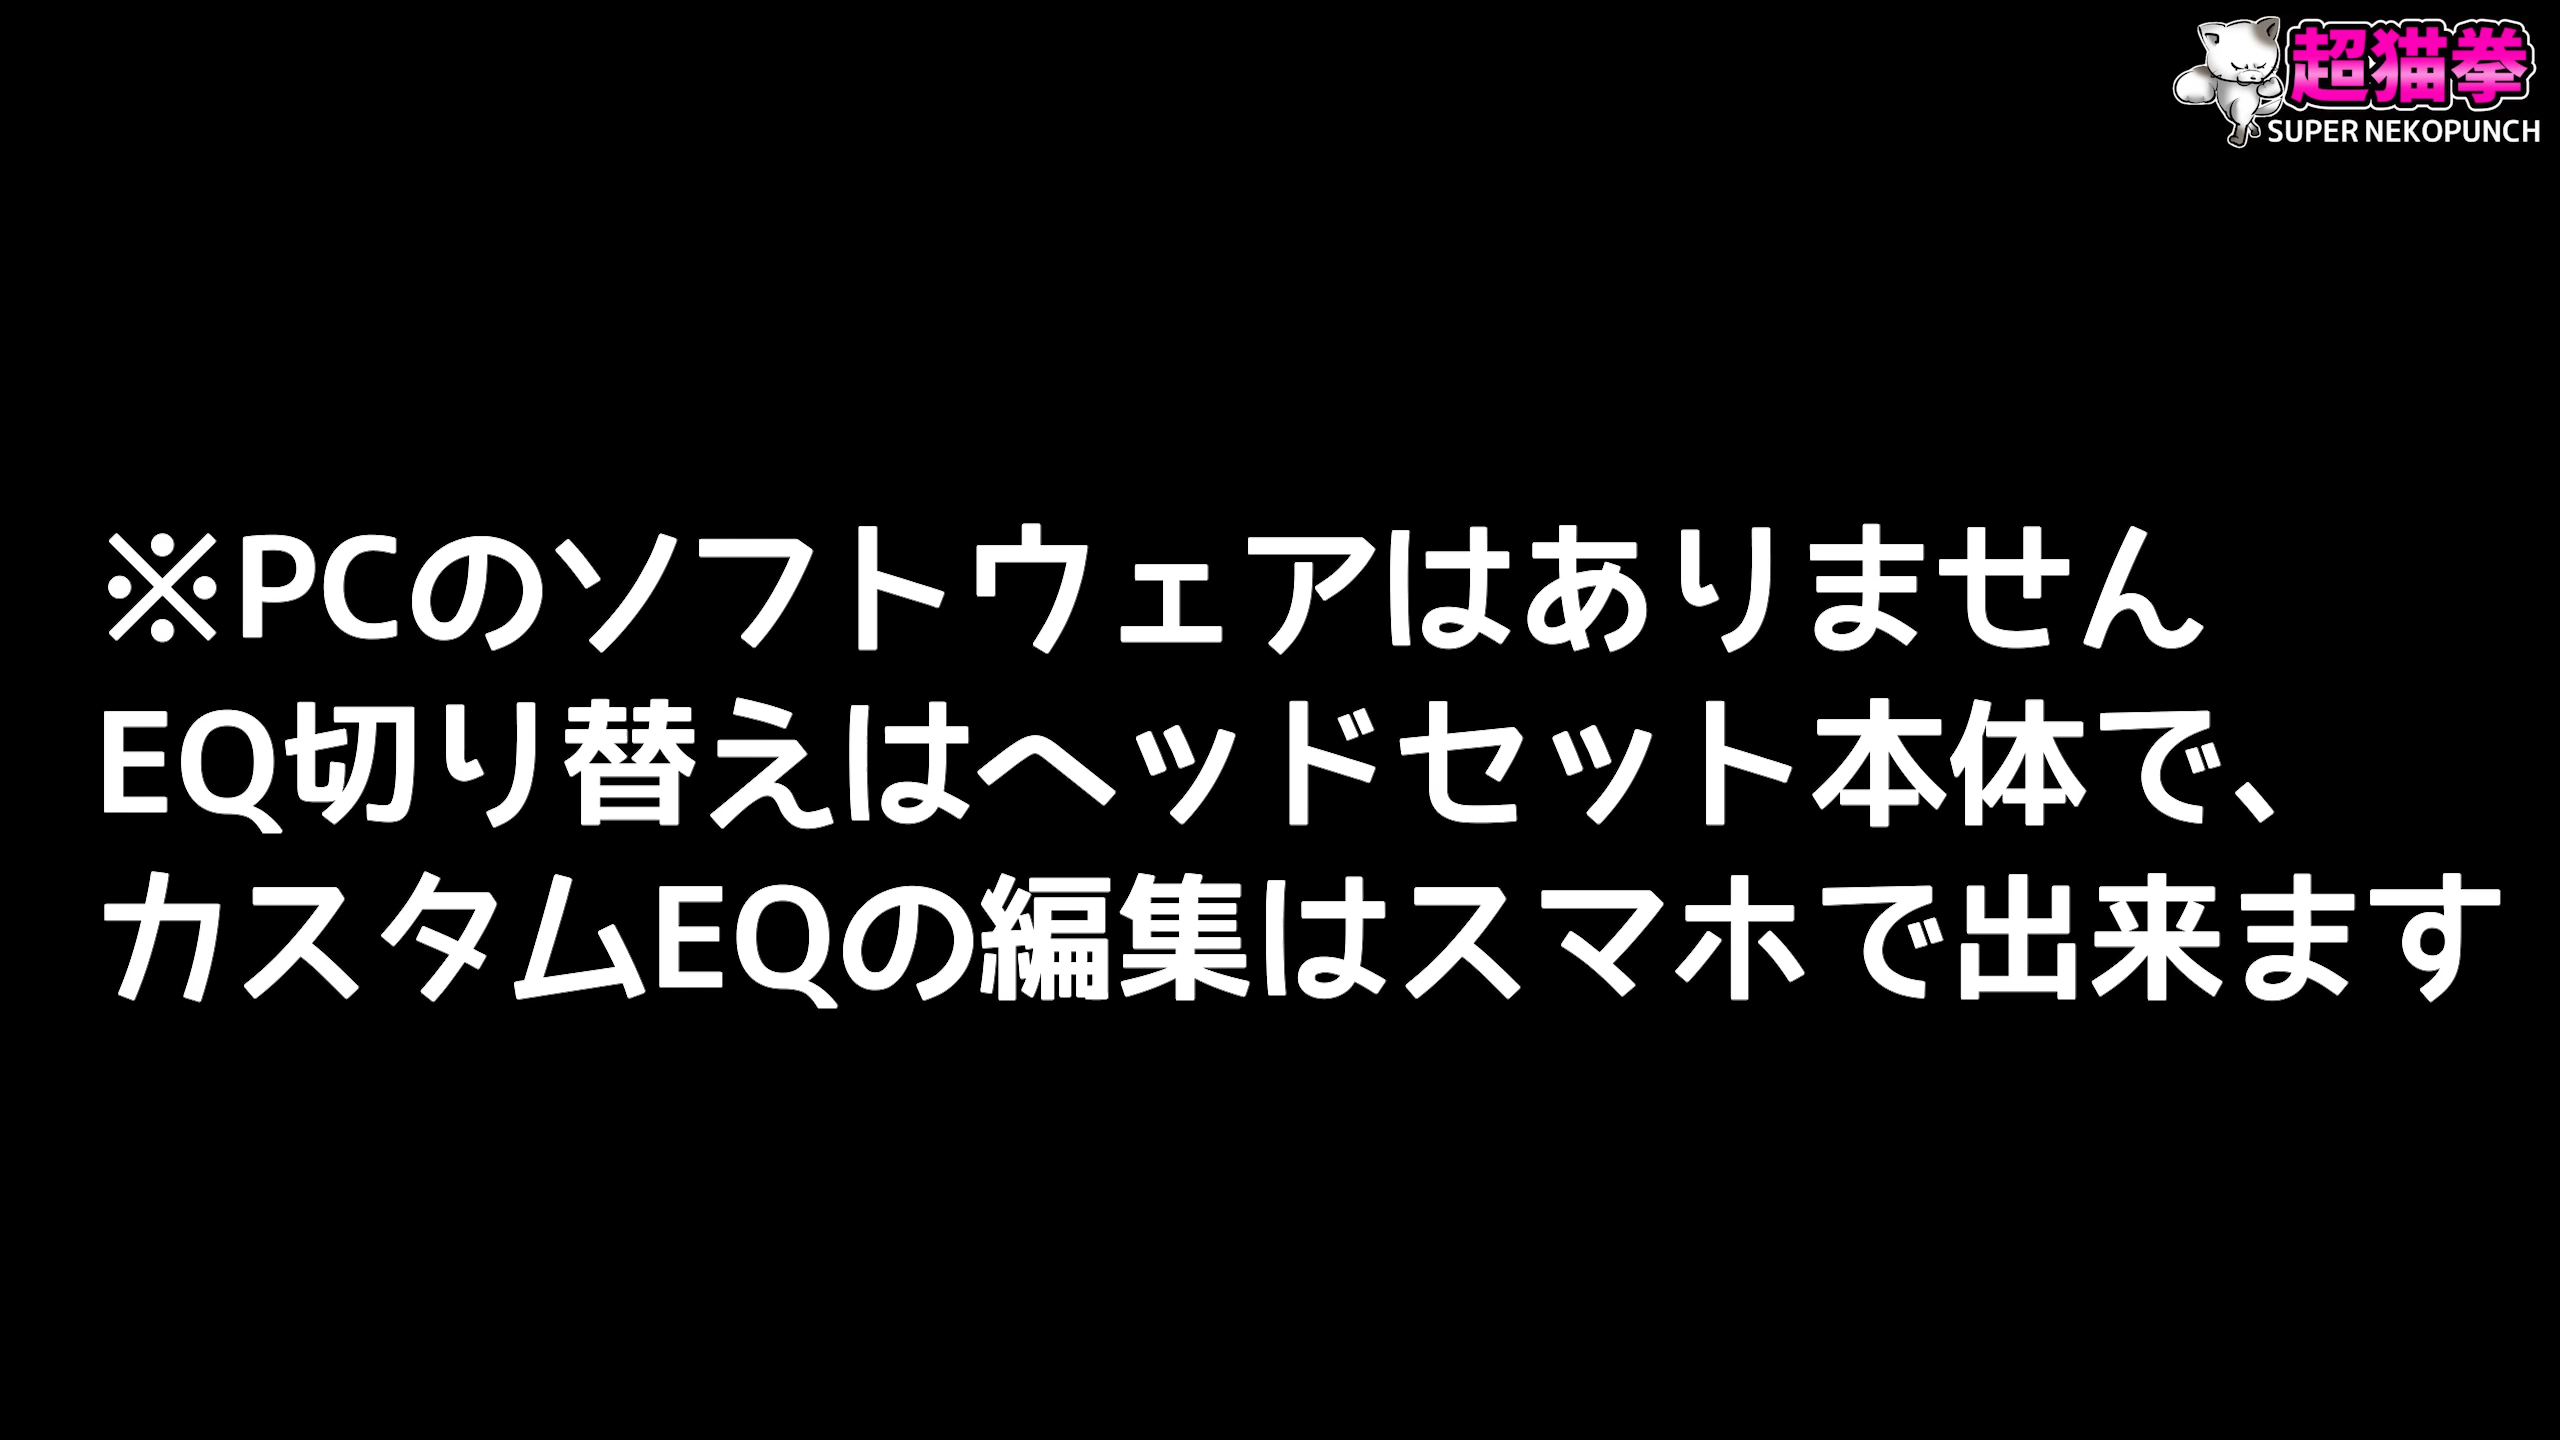 超猫拳
SUPER NEKOPUNCH
※PCのソフトウェアはありません
EQ切り替えはヘッドセット本体で、
カスタムEQの編集はスマホで出来ます